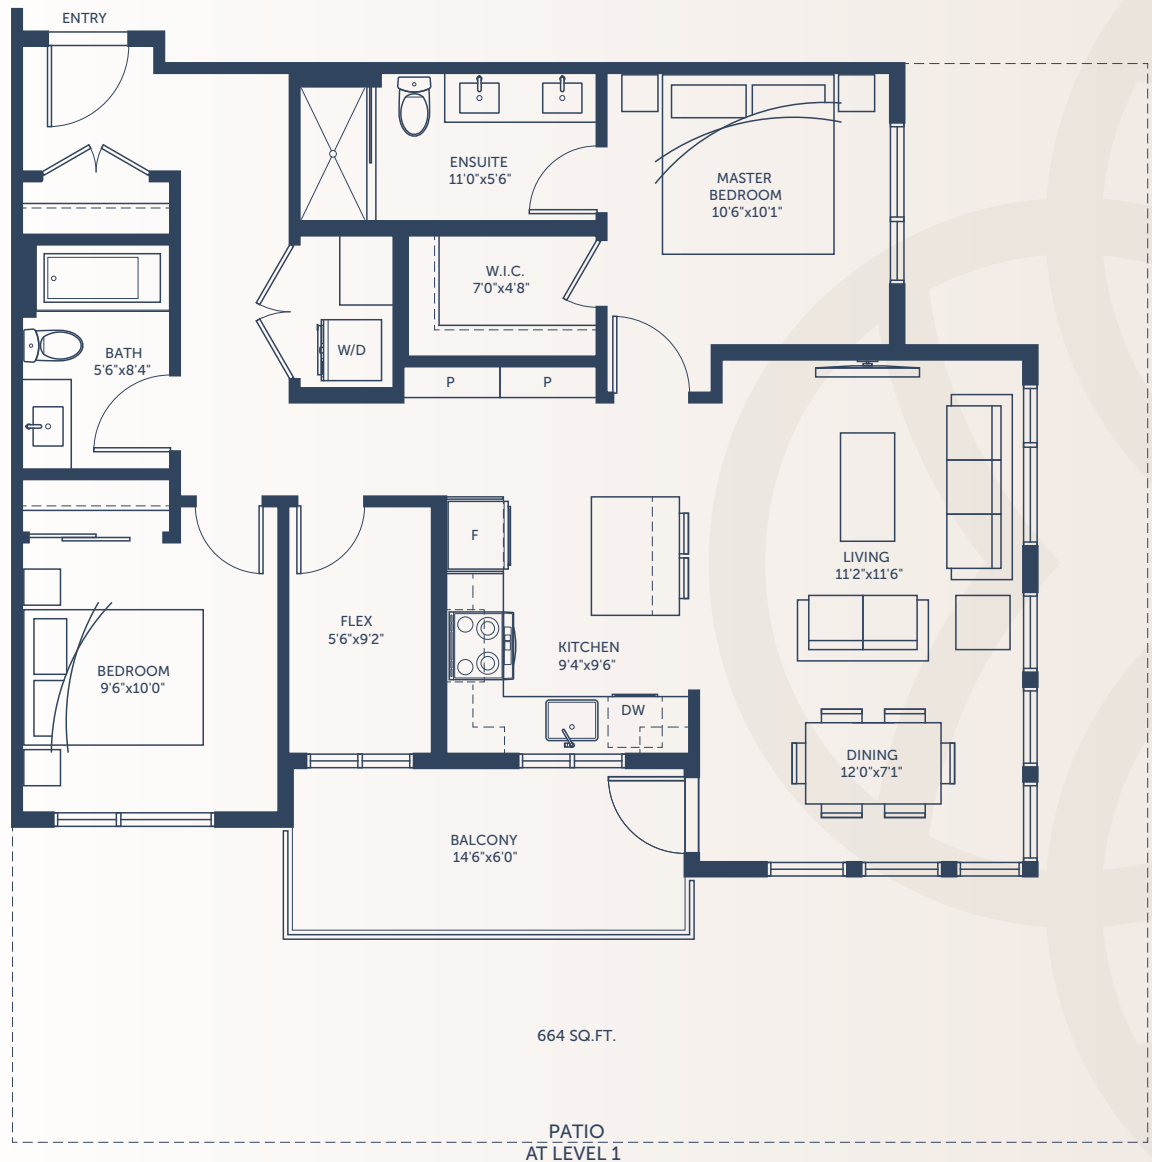 ENTRY
ENSUITE
11'0"x5'6"
MASTER
BEDROOM
10'6"x10'1"
W.I.C.
7'0"x4'8"
BATH
5'6"x8'4"
W/D
P
P
F
LIVING
11'2"x11'6"
FLEX
5'6"x9'2"
KITCHEN
9'4"x9'6"
BEDROOM
9'6"x10'0"
DW
DINING
12'0"x7'1"
BALCONY
14'6"x6'0"
664 SQ.FT.
PATIO
AT LEVEL 1